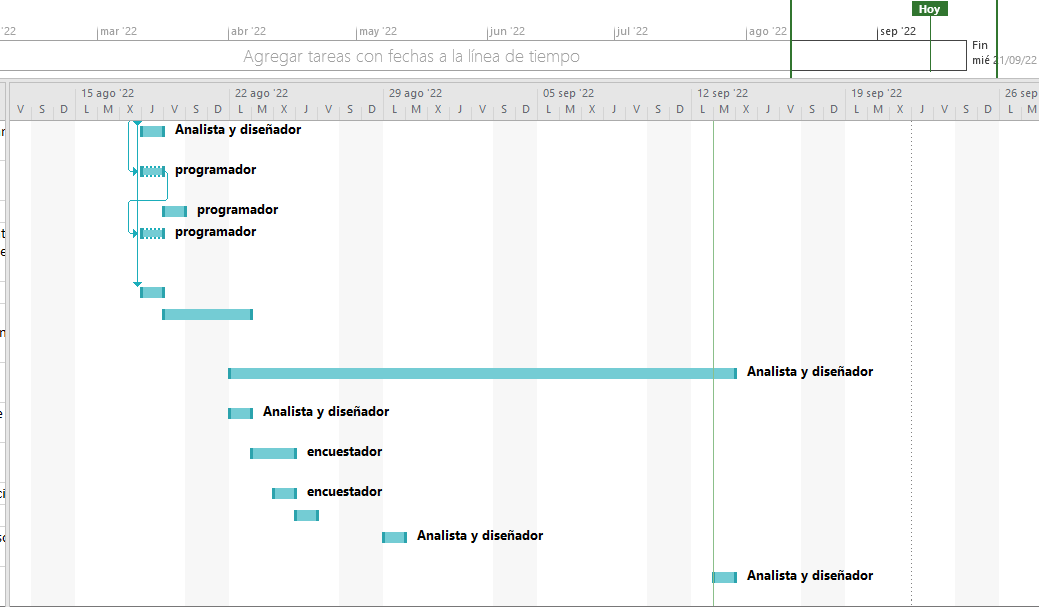 Hoy
'22 mar '22 abr '22 may '22 jun '22 jul '22 ago '22 sep '22
Agregar tareas con fechas a la línea de tiempo
Fin
mié 21/09/22
15 ago '22 22 ago '22 29 ago '22 05 sep '22 12 sep '22 19 sep '22 26 sep
V S D L M X J V S D L M X J V S D L M X J V S D L M X J V S D L M X J V S D L M X J V S D L M
Analista y diseñador
programador
programador
programador
Analista y diseñador
Analista y diseñador
encuestador
encuestador
Analista y diseñador
Analista y diseñador